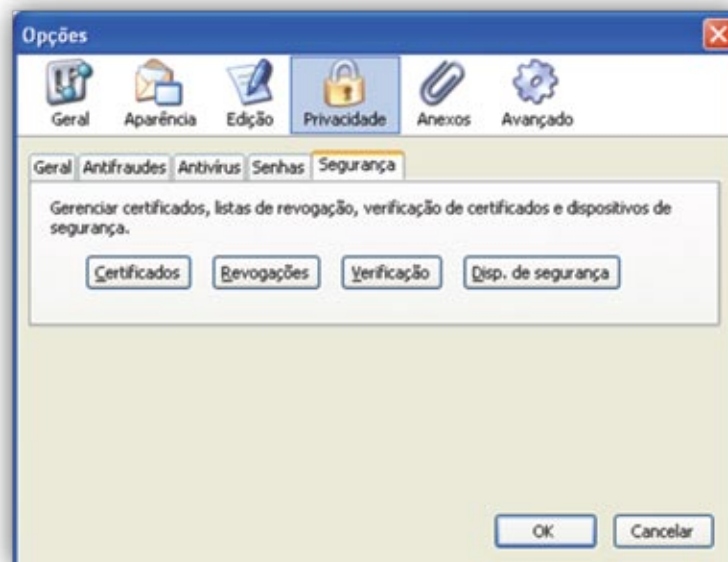 Opções
Geral Aparência Edição Privacidade Anexos Avançado
Geral Antifraudes Antivírus Senhas Segurança
Gerenciar certificados, listas de revogação, verificação de certificados e dispositivos de
segurança.
Certificados Revogações Verificação Disp. de segurança
OK Cancelar